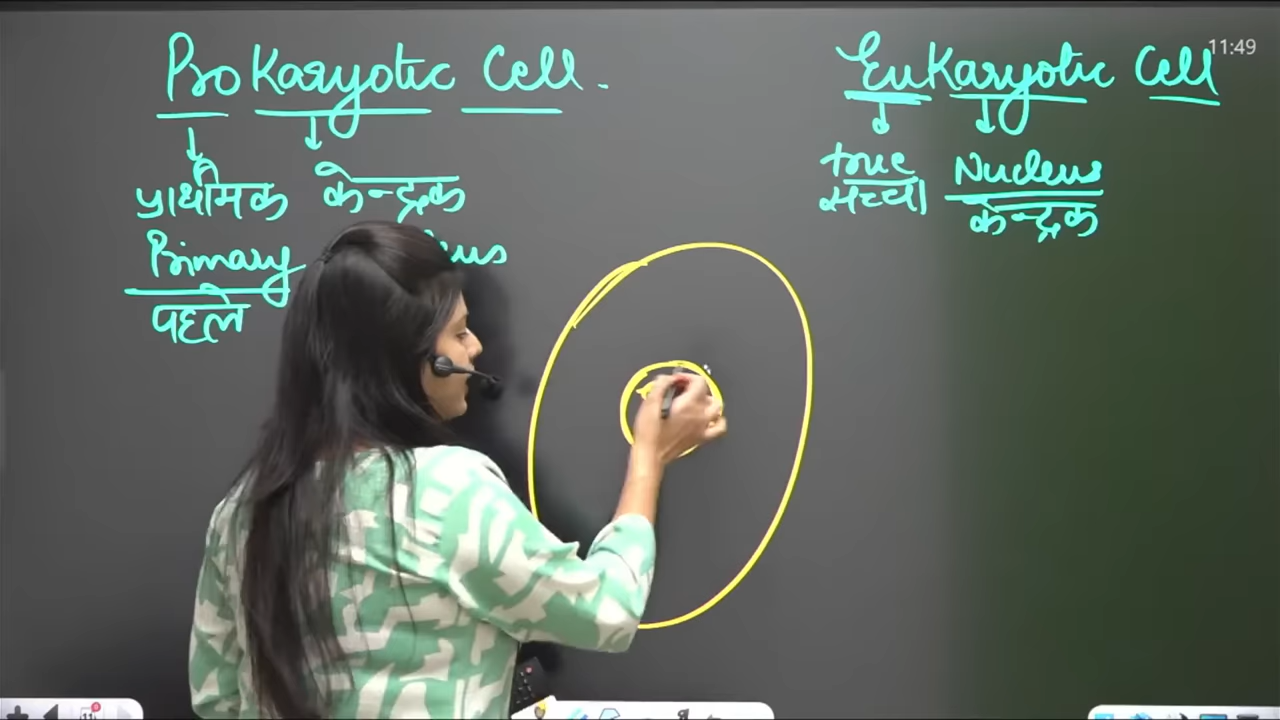 ProKaryotic Cell.
EuKaryotic Cell
11:49
प्राथमिक केन्द्रक
true Nucleus
सच्चा केन्द्रक
Primary
पहले